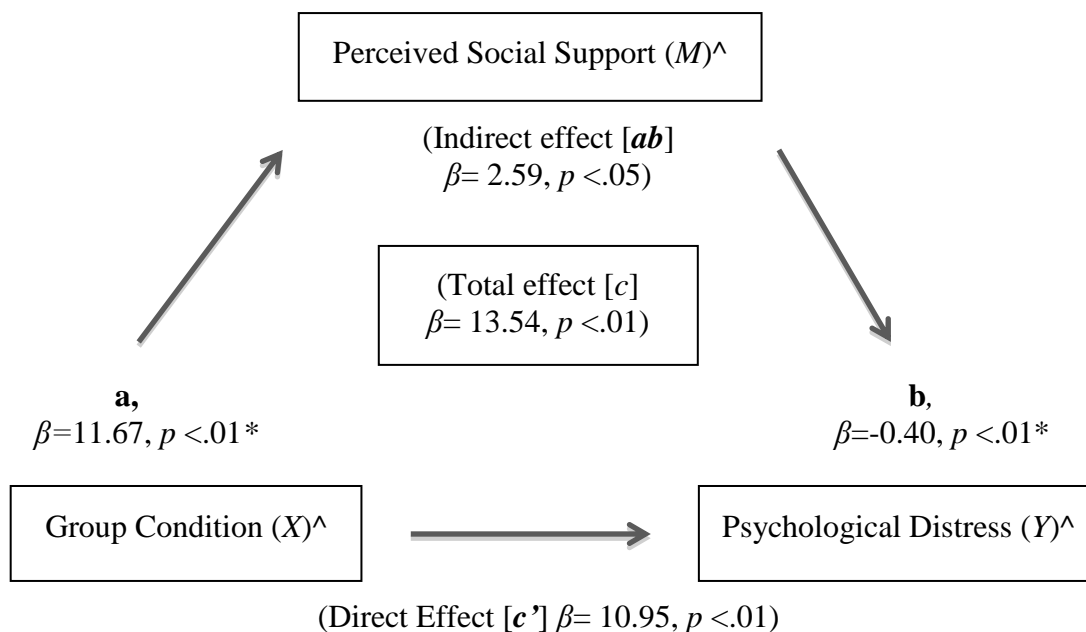 Perceived Social Support (M)^
(Indirect effect [ab]
β= 2.59, p <.05)
(Total effect [c]
β= 13.54, p <.01)
a,
β=11.67, p <.01*
b,
β=-0.40, p <.01*
Group Condition (X)^
Psychological Distress (Y)^
(Direct Effect [c’] β= 10.95, p <.01)